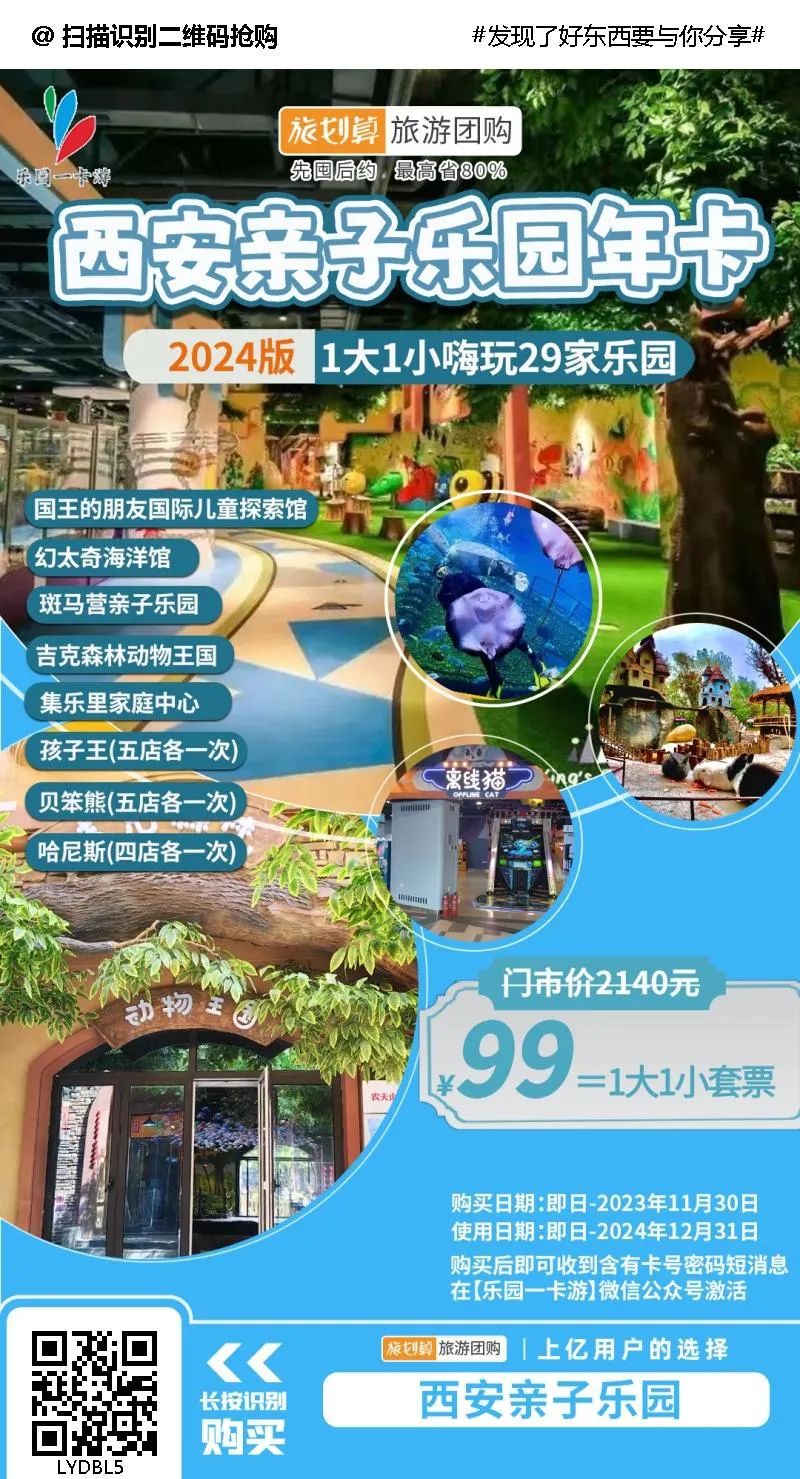 @ 扫描识别二维码抢购
#发现了好东西要与你分享#
乐园一卡游
旅划算 旅游团购
先囤后约 最高省80%
西安亲子乐园年卡
2024版 1大1小嗨玩29家乐园
国王的朋友国际儿童探索馆
幻太奇海洋馆
斑马营亲子乐园
吉克森林动物王国
集乐里家庭中心
孩子王(五店各一次)
贝笨熊(五店各一次)
哈尼斯(四店各一次)
King's
离线猫
OFFLINE CAT
动物王国
农夫山
门市价2140元
¥99=1大1小套票
购买日期:即日-2023年11月30日
使用日期:即日-2024年12月31日
购买后即可收到含有卡号密码短消息
在【乐园一卡游】微信公众号激活
LYDBL5
长按识别
购买
旅划算 旅游团购 | 上亿用户的选择
西安亲子乐园